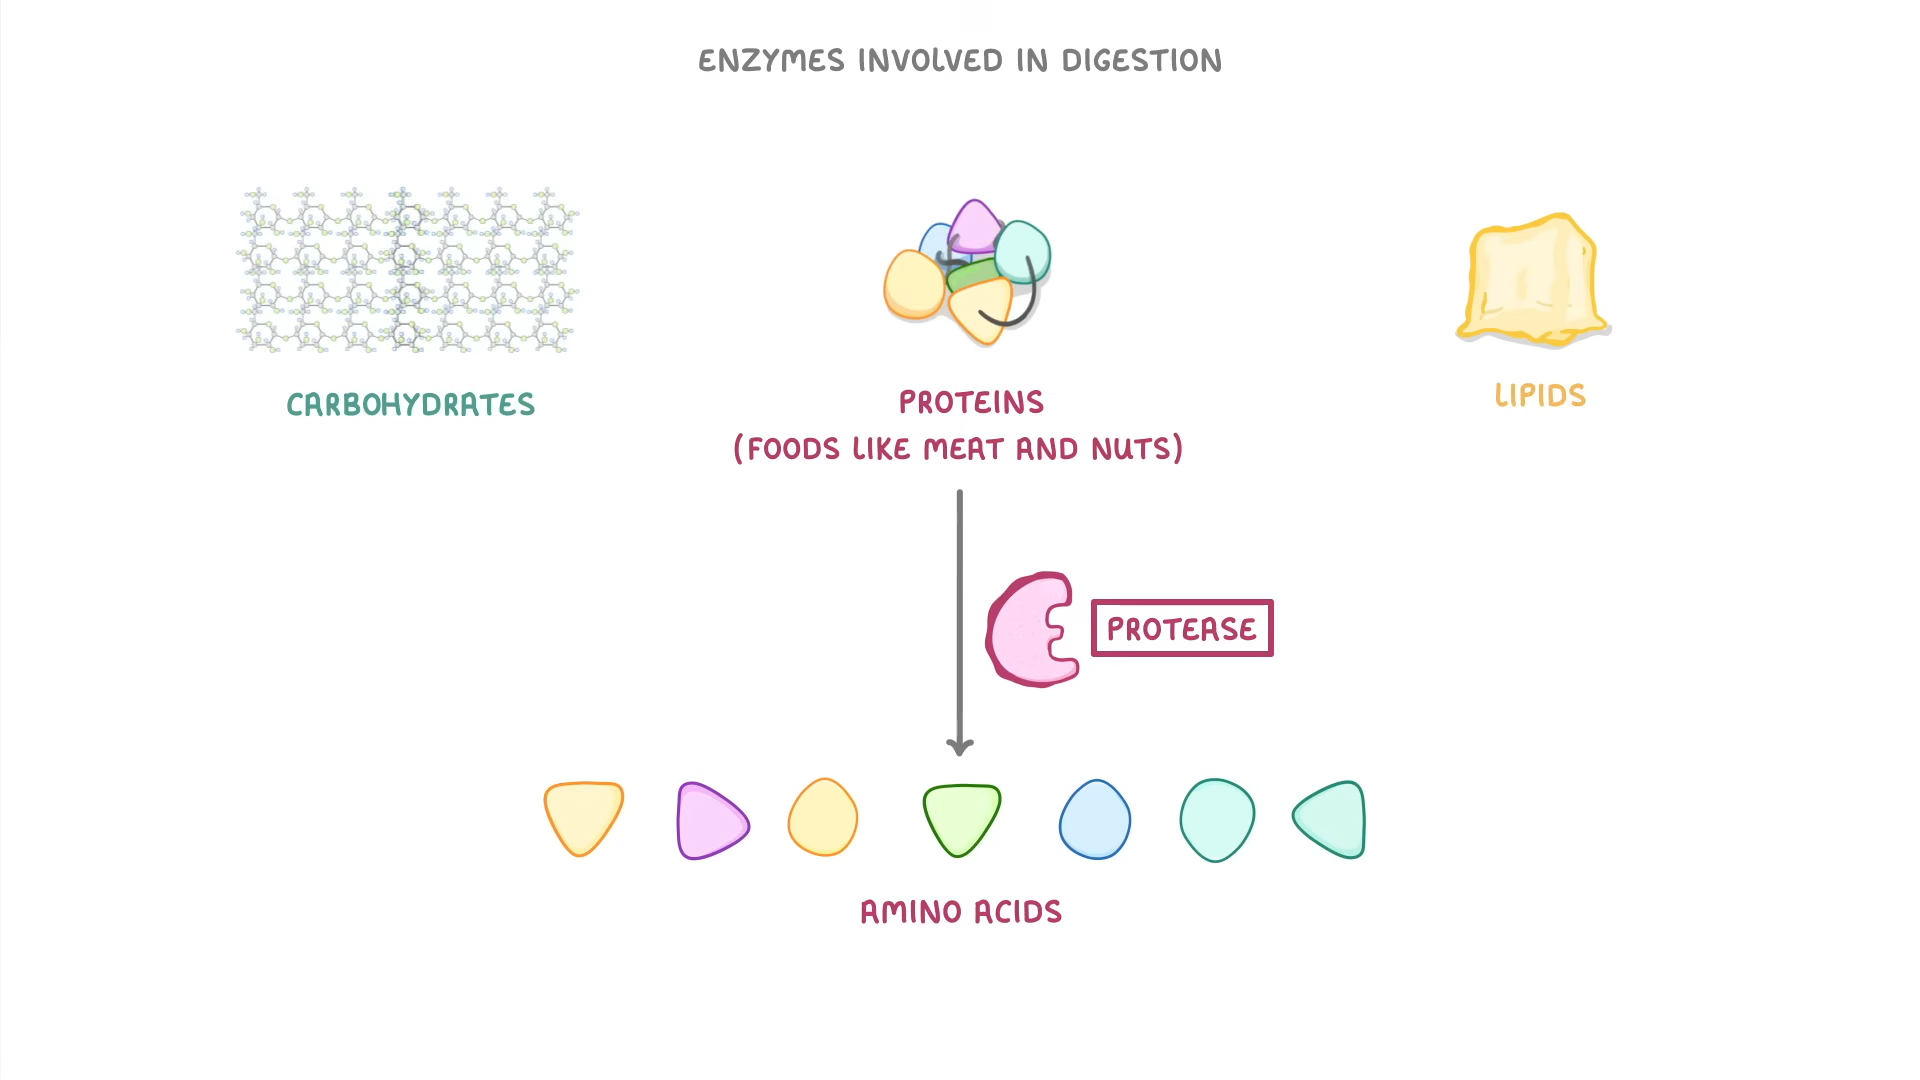 ENZYMES INVOLVED IN DIGESTION
CARBOHYDRATES
PROTEINS
(FOODS LIKE MEAT AND NUTS)
LIPIDS
PROTEASE
AMINO ACIDS